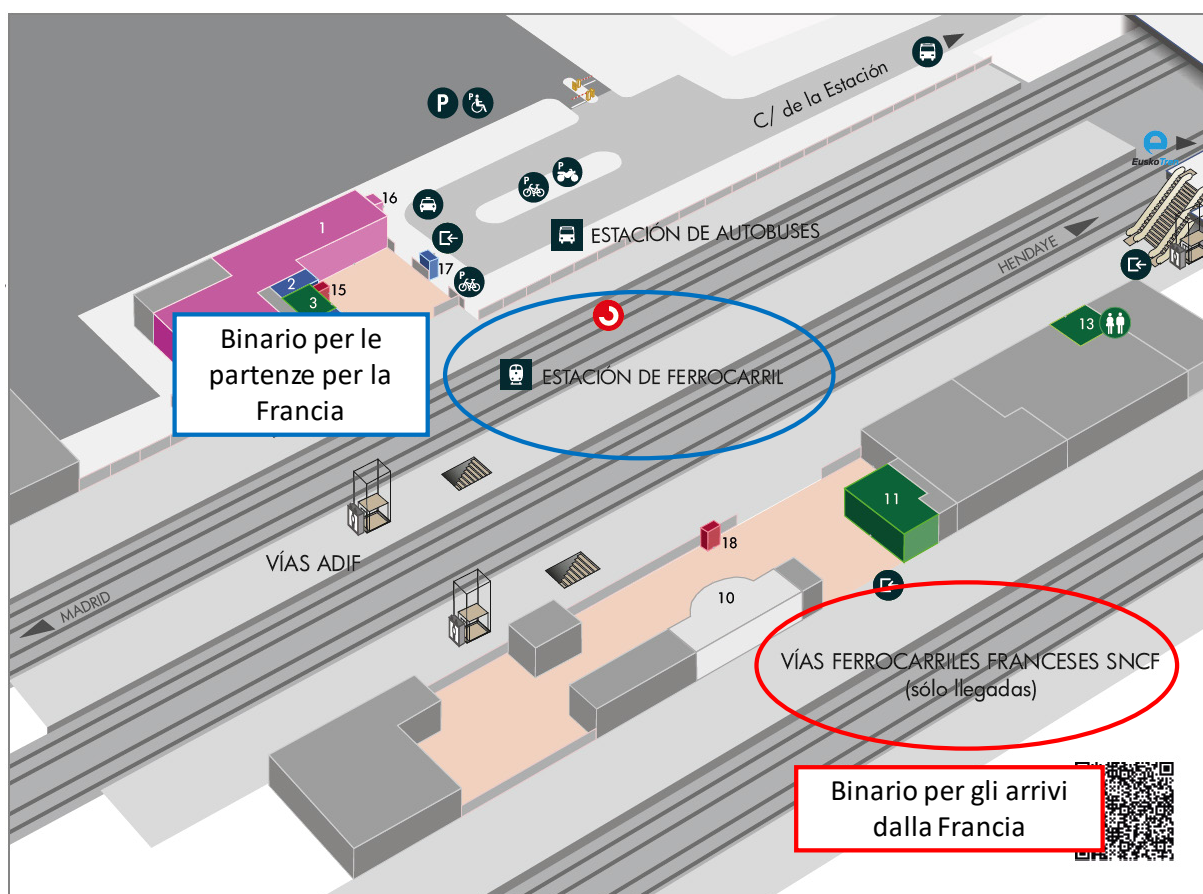 C/ de la Estación
P
P
EuskoTren
16
1
P
P
ESTACIÓN DE AUTOBUSES
HENDAYE
17
P
2
15
3
13
Binario per le
partenze per la
Francia
ESTACIÓN DE FERROCARRIL
11
18
VÍAS ADIF
10
MADRID
VÍAS FERROCARRILES FRANCESES SNCF
(sólo llegadas)
Binario per gli arrivi
dalla Francia